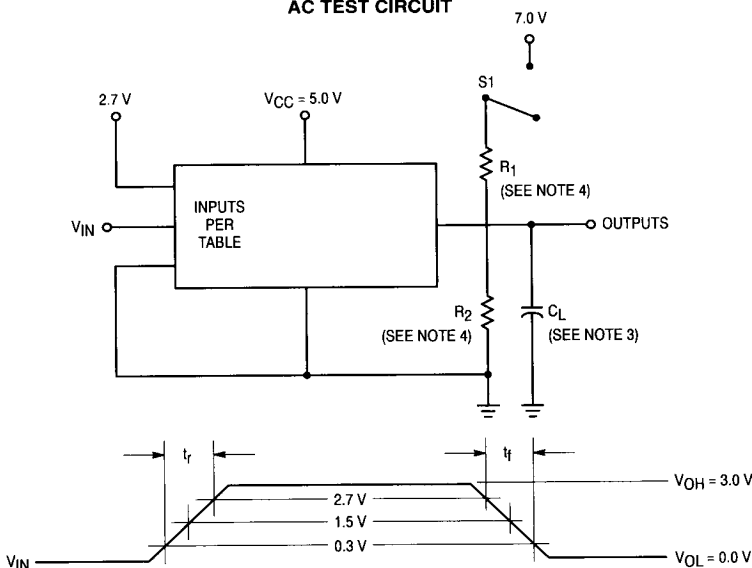 AC TEST CIRCUIT
7.0 V
S1
2.7 V
VCC = 5.0 V
R1
(SEE NOTE 4)
INPUTS
PER
TABLE
VIN
OUTPUTS
R2
(SEE NOTE 4)
CL
(SEE NOTE 3)
tr
tf
VOH = 3.0 V
2.7 V
1.5 V
0.3 V
VIN
VOL = 0.0 V